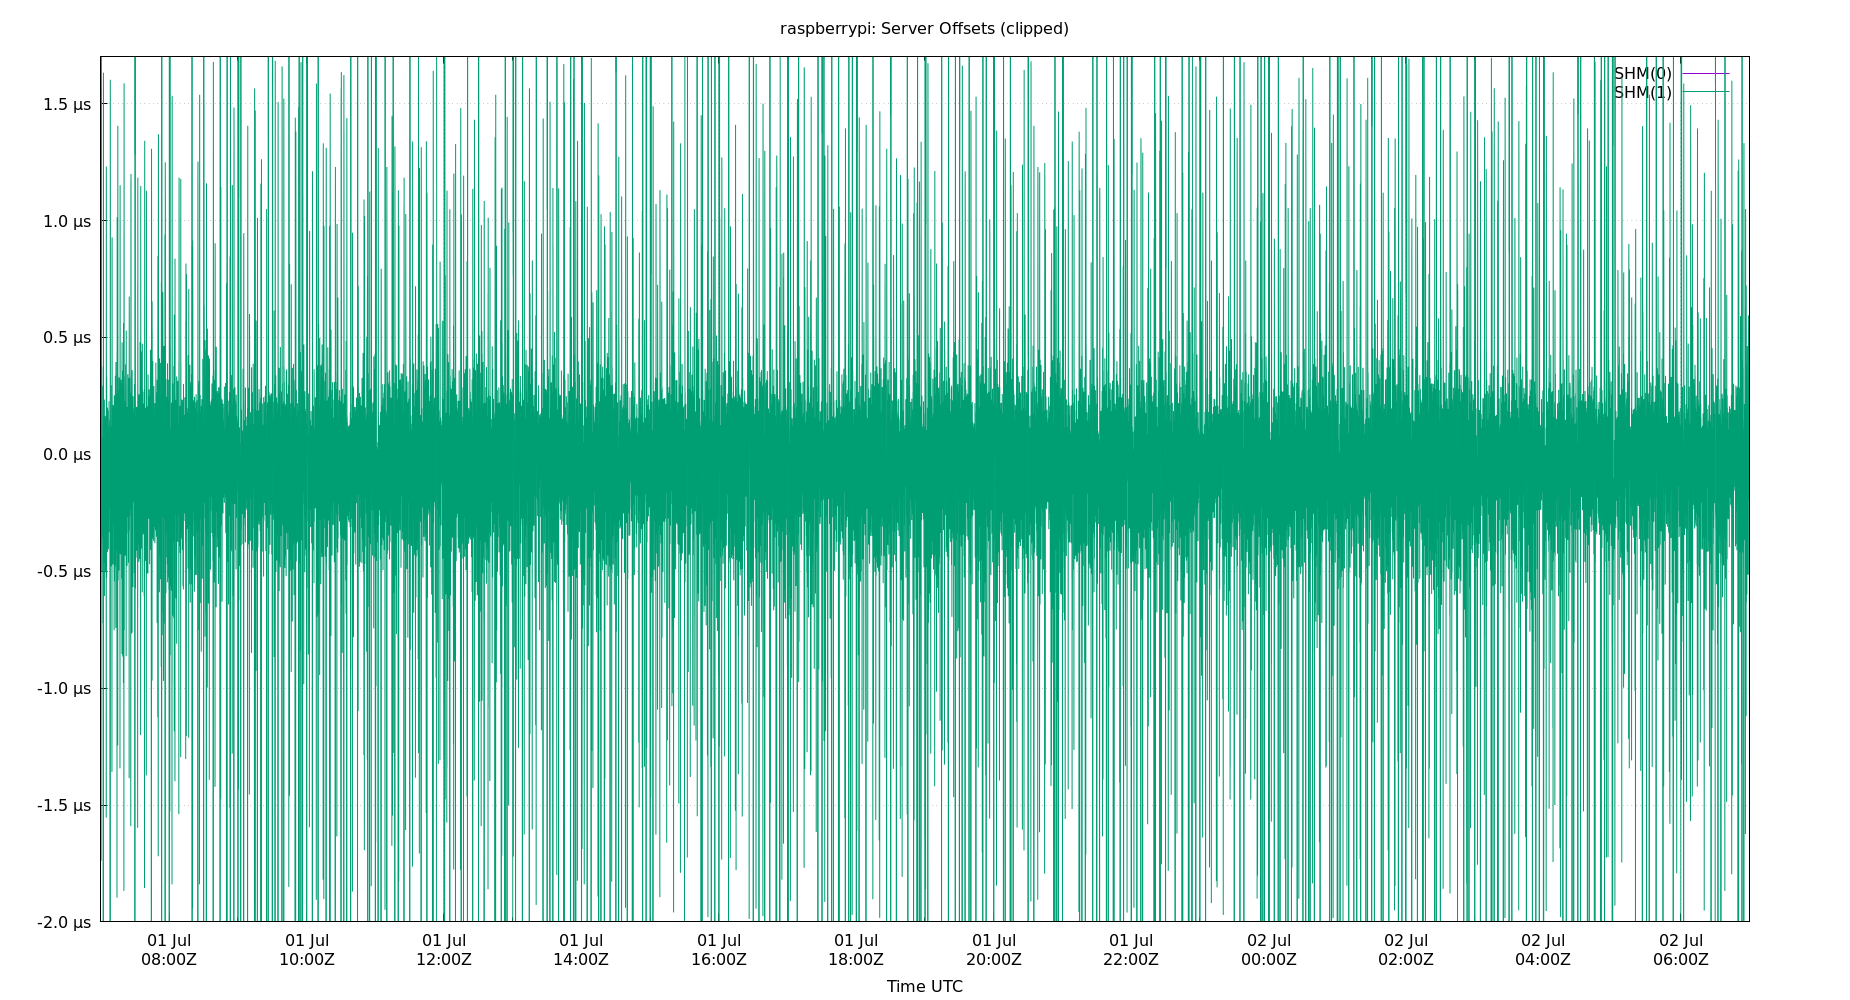 raspberrypi: Server Offsets (clipped)
SHM(0)
SHM(1)
1.5 µs
1.0 µs
0.5 µs
0.0 µs
-0.5 µs
-1.0 µs
-1.5 µs
-2.0 µs
01 Jul 01 Jul 01 Jul 01 Jul 01 Jul 01 Jul 01 Jul 01 Jul 02 Jul 02 Jul 02 Jul 02 Jul
08:00Z 10:00Z 12:00Z 14:00Z 16:00Z 18:00Z 20:00Z 22:00Z 00:00Z 02:00Z 04:00Z 06:00Z
Time UTC